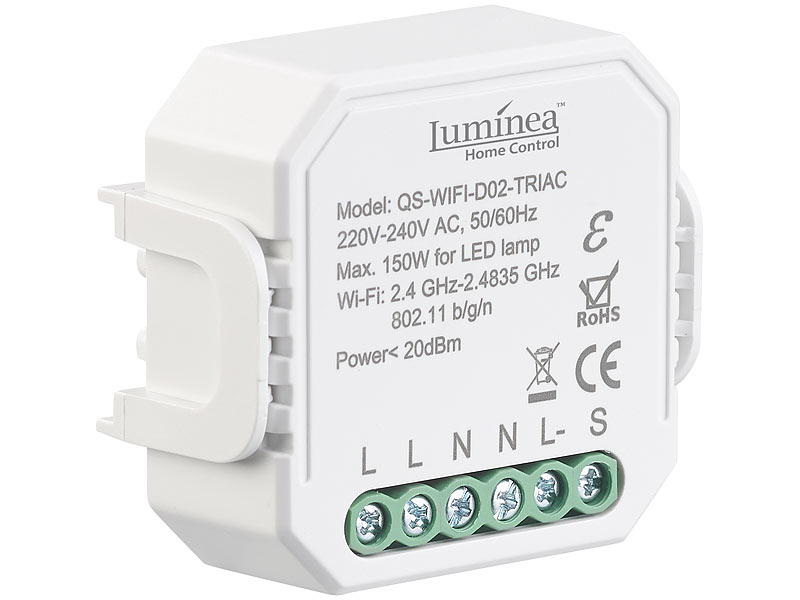 Luminea™
Home Control
Model: QS-WIFI-D02-TRIAC
220V-240V AC, 50/60Hz
Max. 150W for LED lamp
Wi-Fi: 2.4 GHz-2.4835 GHz
802.11 b/g/n
Power< 20dBm
RoHS
CE
L L N N L- S